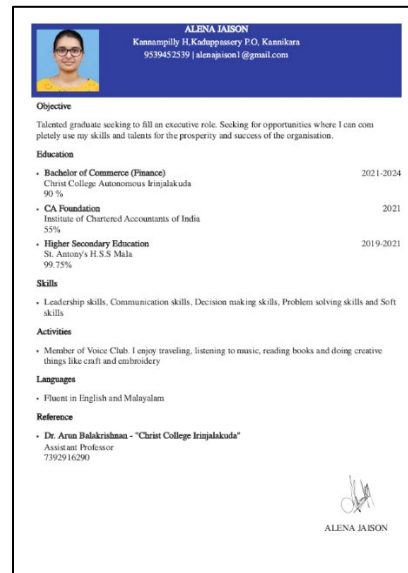 ALENA JAISON
Kannampilly H,Kaduppassery P.O, Kannikara
9539452539 | alenajaison1@gmail.com
Objective
Talented graduate seeking to fill an executive role. Seeking for opportunities where I can com
pletely use my skills and talents for the prosperity and success of the organisation.
Education
• Bachelor of Commerce (Finance) 2021-2024
Christ College Autonomous Irinjalakuda
90 %
• CA Foundation 2021
Institute of Chartered Accountants of India
55%
• Higher Secondary Education 2019-2021
St. Antony's H.S.S Mala
99.75%
Skills
• Leadership skills, Communication skills, Decision making skills, Problem solving skills and Soft
skills
Activities
• Member of Voice Club. I enjoy traveling, listening to music, reading books and doing creative
things like craft and embroidery
Languages
• Fluent in English and Malayalam
Reference
• Dr. Arun Balakrishnan - "Christ College Irinjalakuda"
Assistant Professor
7392916290
ALENA JAISON